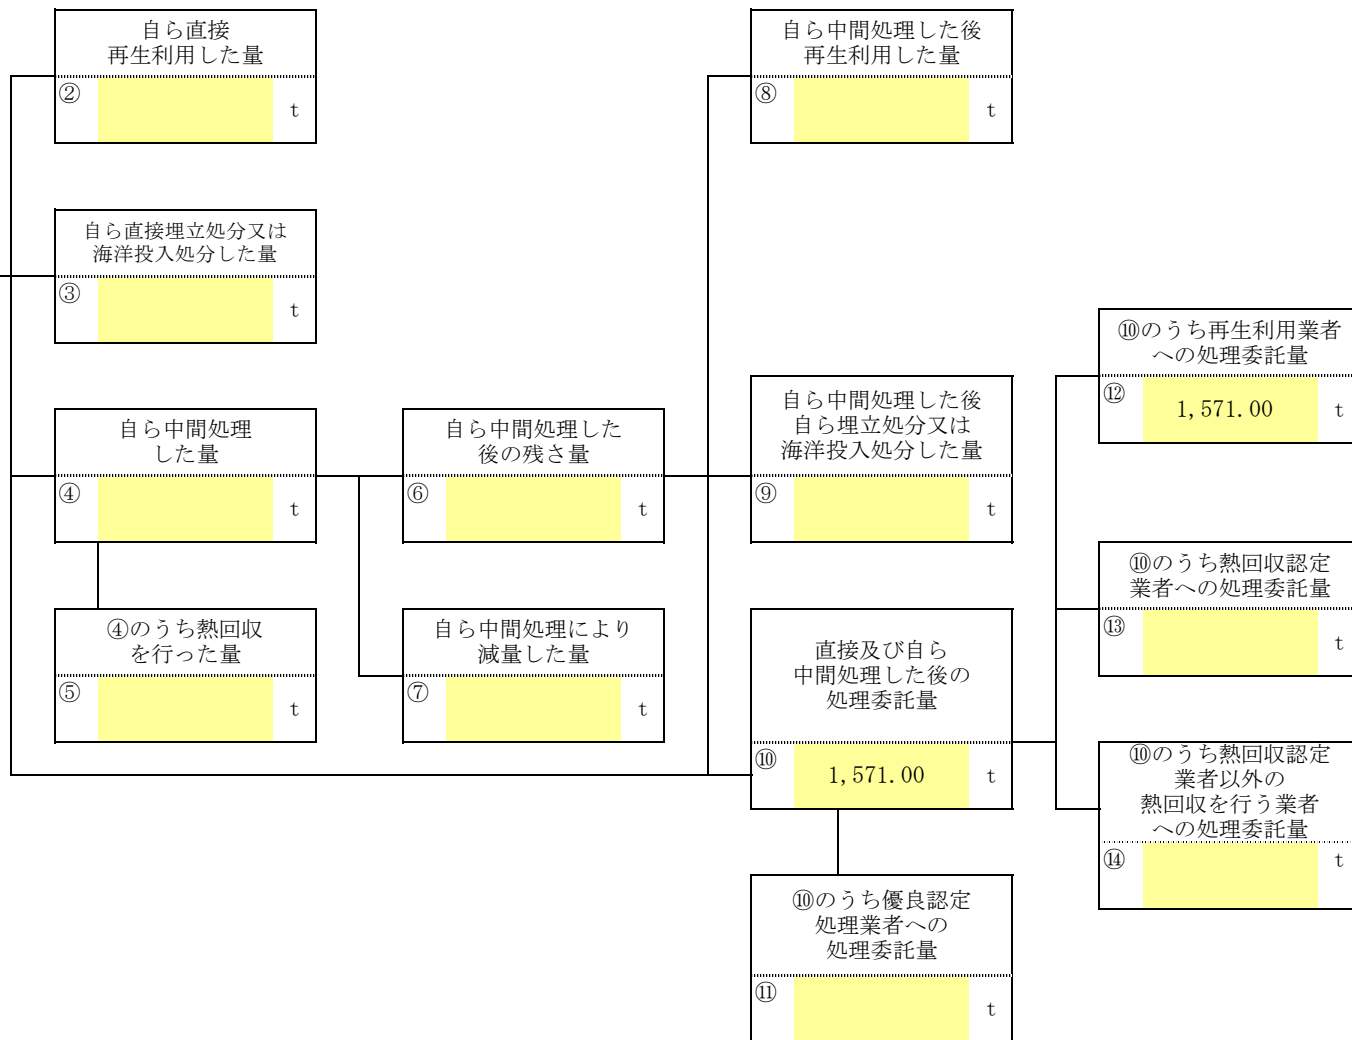 自ら直接
再生利用した量
② t
自ら中間処理した後
再生利用した量
⑧ t
自ら直接埋立処分又は
海洋投入処分した量
③ t
⑩のうち再生利用業者
への処理委託量
⑫ 1,571.00 t
自ら中間処理
した量
④ t
自ら中間処理した
後の残さ量
⑥ t
自ら中間処理した後
自ら埋立処分又は
海洋投入処分した量
⑨ t
⑩のうち熱回収認定
業者への処理委託量
⑬ t
④のうち熱回収
を行った量
⑤ t
自ら中間処理により
減量した量
⑦ t
直接及び自ら
中間処理した後の
処理委託量
⑩ 1,571.00 t
⑩のうち熱回収認定
業者以外の
熱回収を行う業者
への処理委託量
⑭ t
⑩のうち優良認定
処理業者への
処理委託量
⑪ t